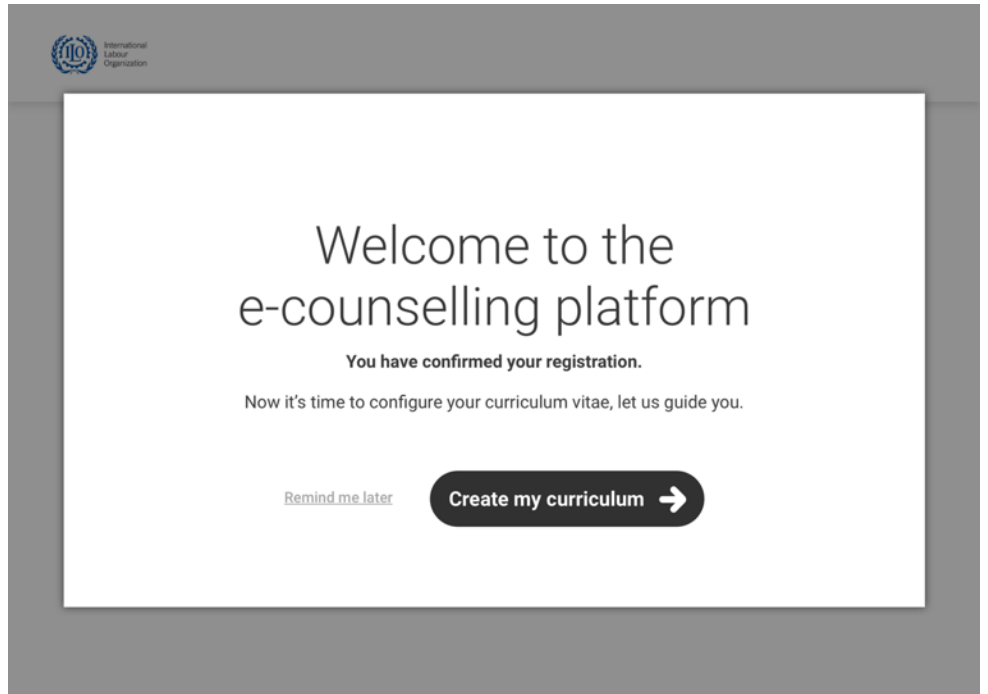 International
Labour
Organization
Welcome to the
e-counselling platform
You have confirmed your registration.
Now it's time to configure your curriculum vitae, let us guide you.
Remind me later
Create my curriculum